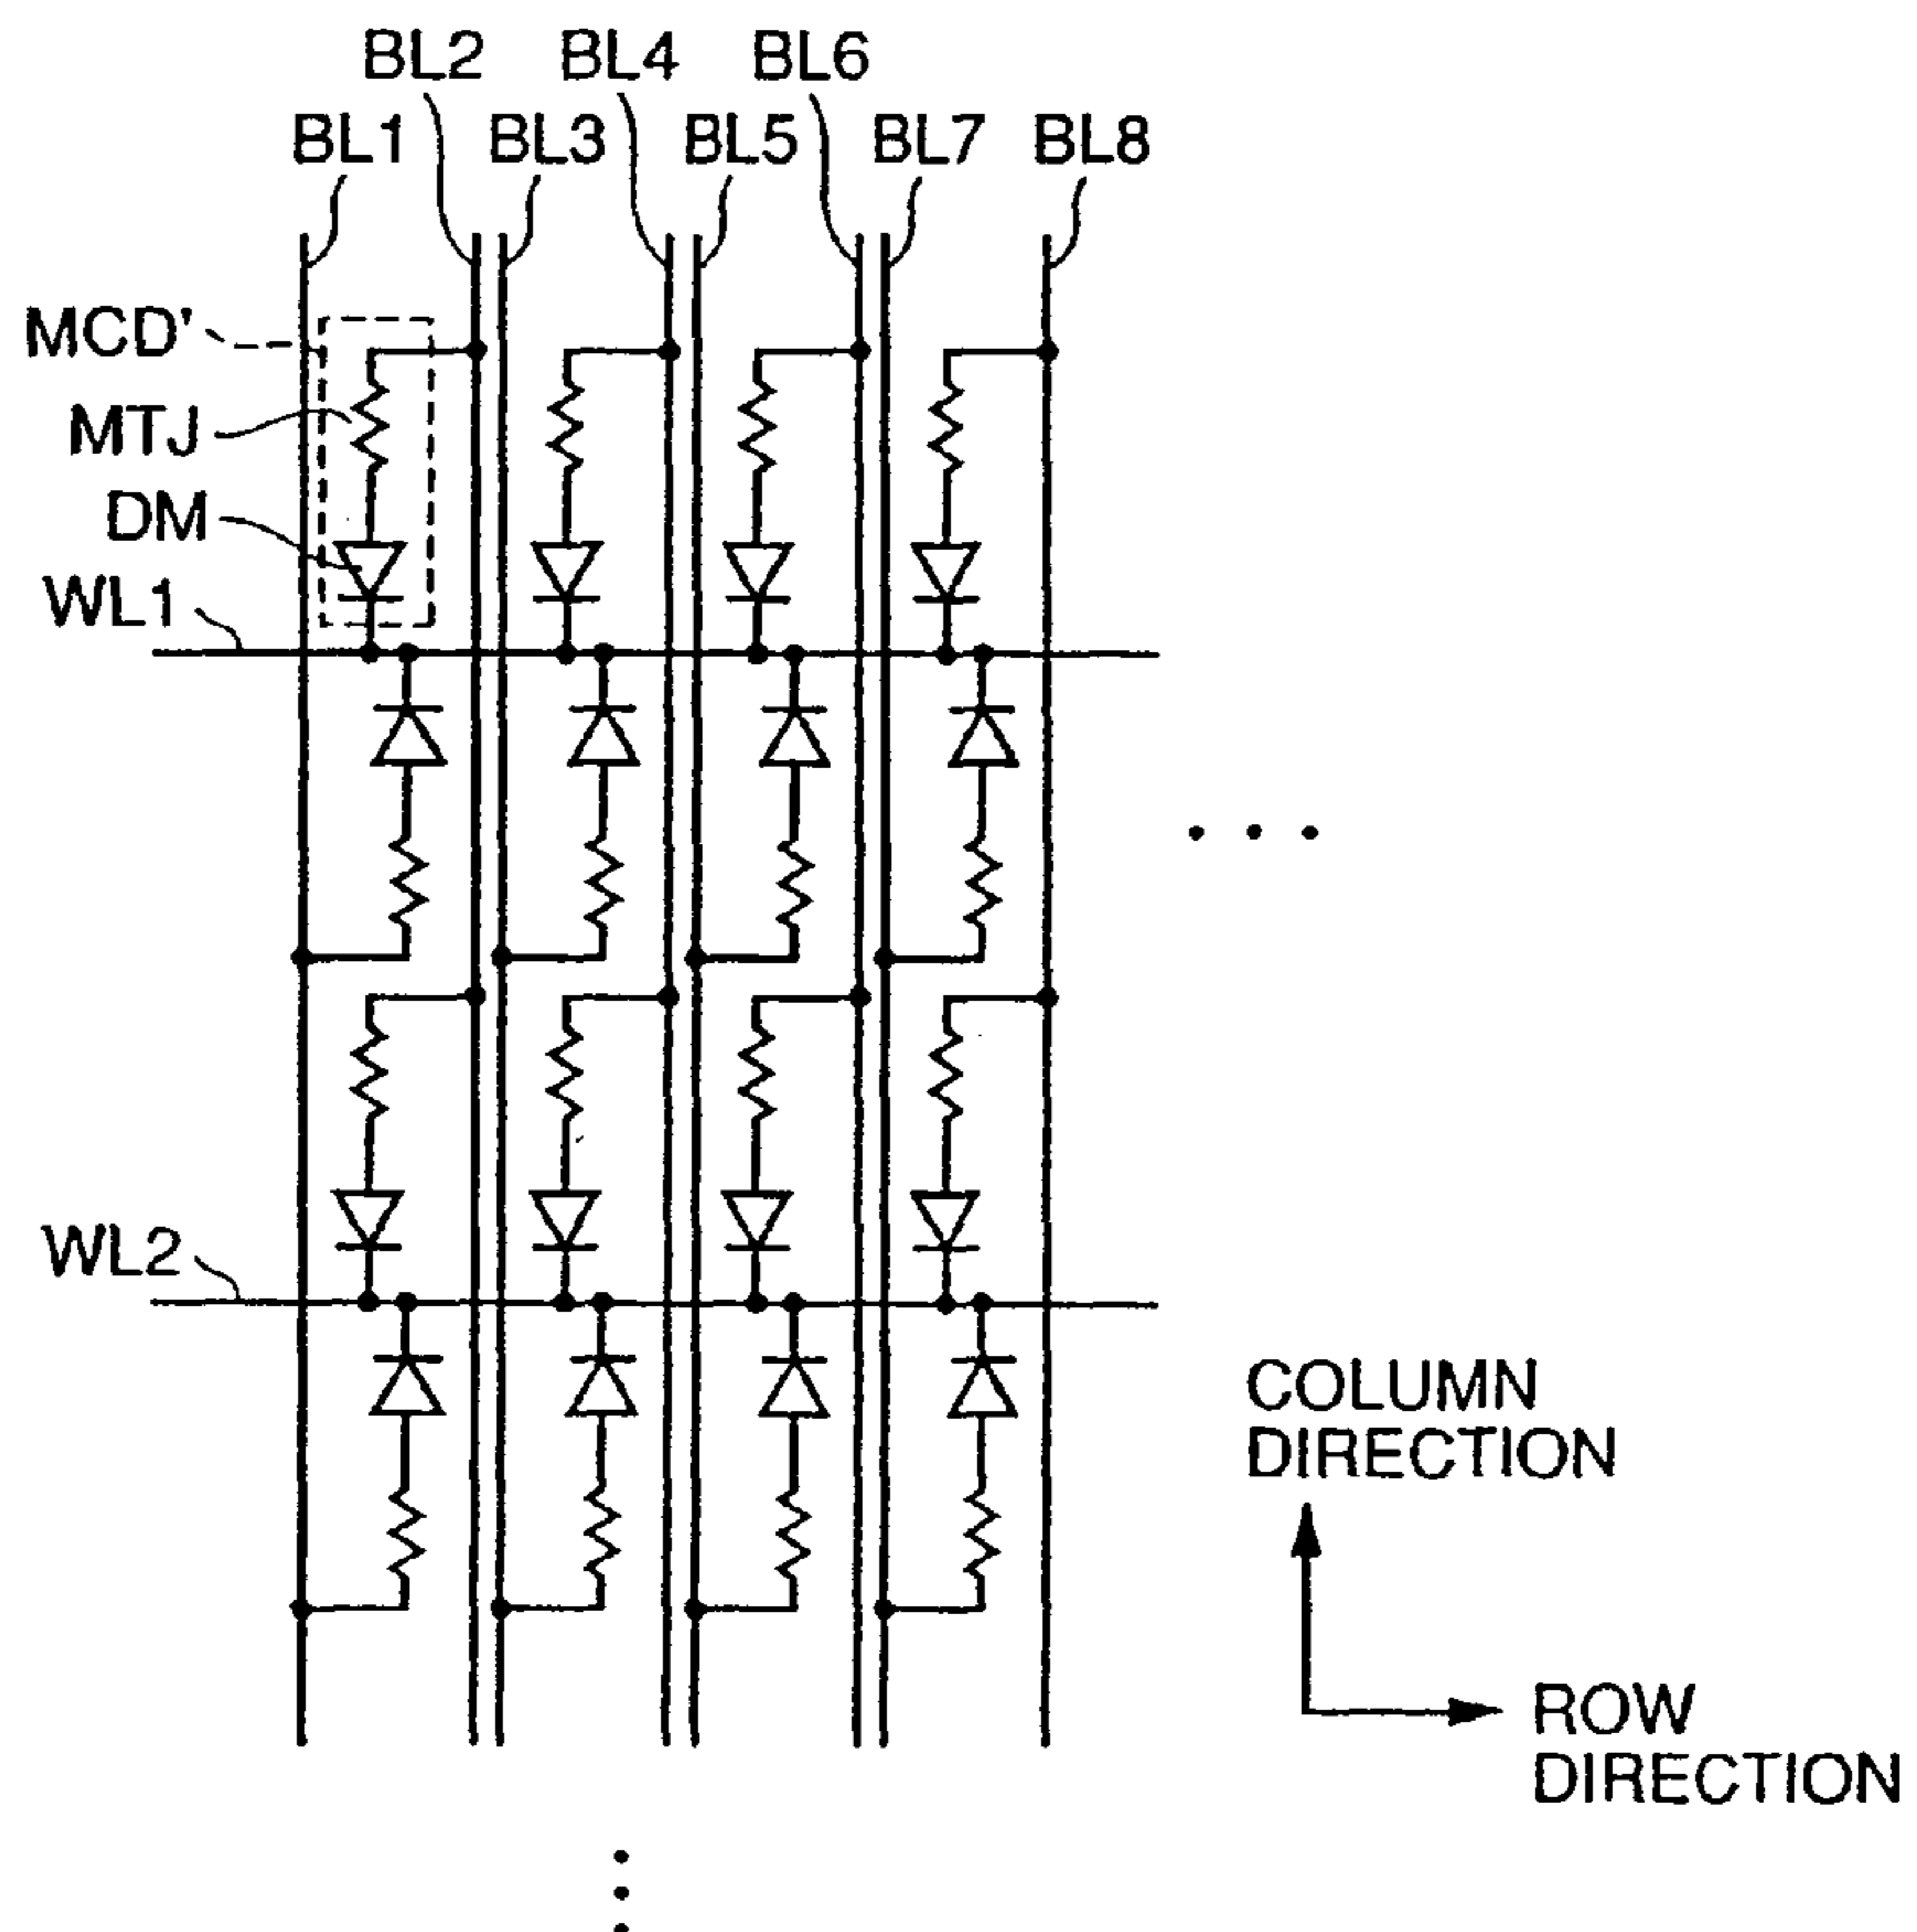 BL2 BL4 BL6
BL1 BL3 BL5 BL7 BL8
MCD'
MTJ
DM
WL1
WL2
COLUMN
DIRECTION
ROW
DIRECTION